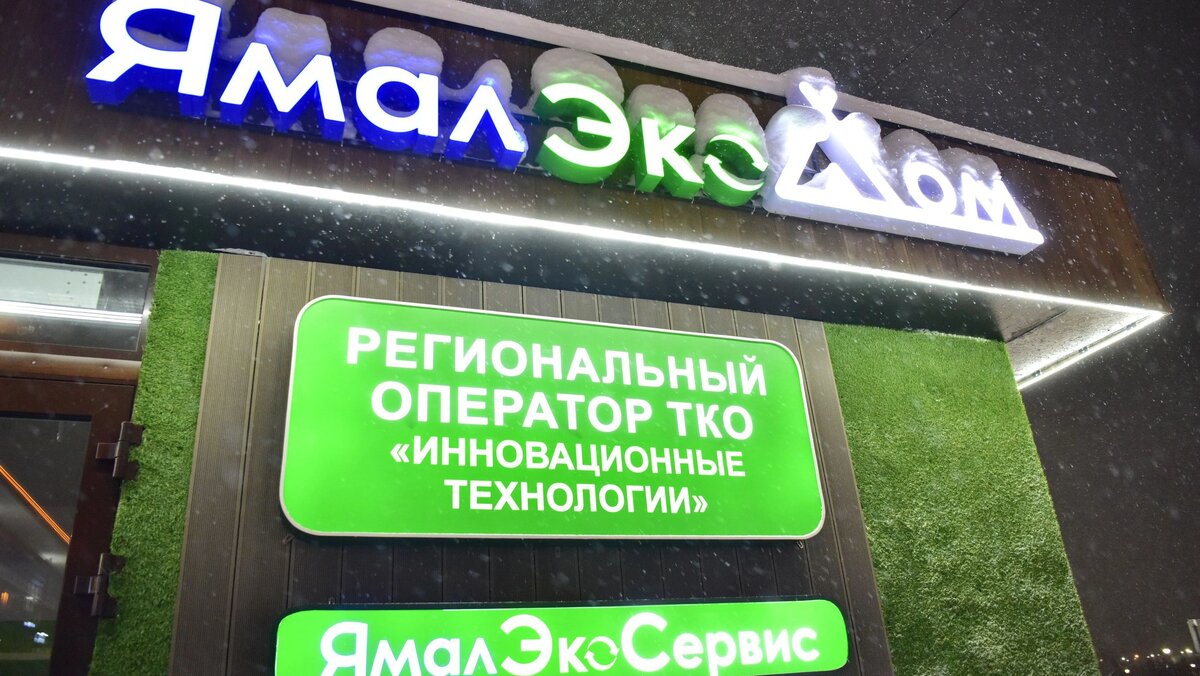 ЯмалЭкоДом
РЕГИОНАЛЬНЫЙ
ОПЕРАТОР ТКО
«ИННОВАЦИОННЫЕ
ТЕХНОЛОГИИ»
ЯмалЭкоСервис